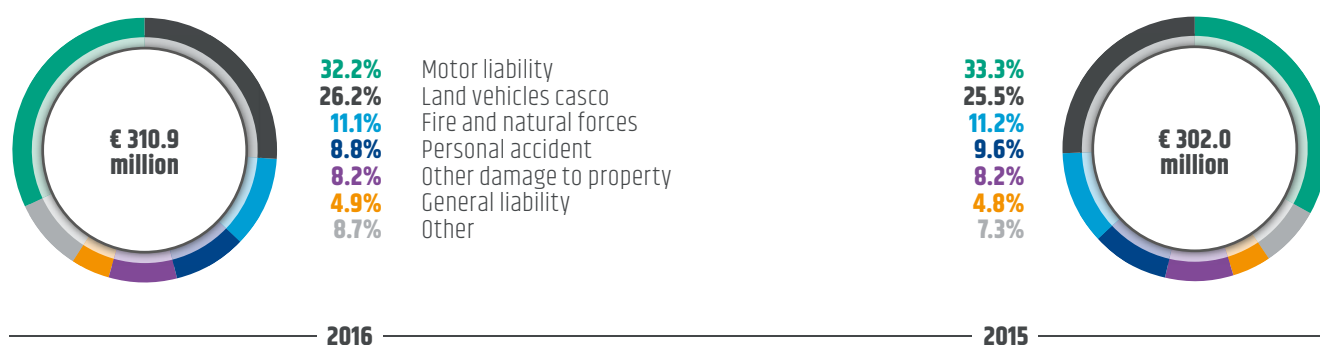 € 310.9
million
32.2% Motor liability 33.3%
26.2% Land vehicles casco 25.5%
11.1% Fire and natural forces 11.2%
8.8% Personal accident 9.6%
8.2% Other damage to property 8.2%
4.9% General liability 4.8%
8.7% Other 7.3%
€ 302.0
million
2016 2015